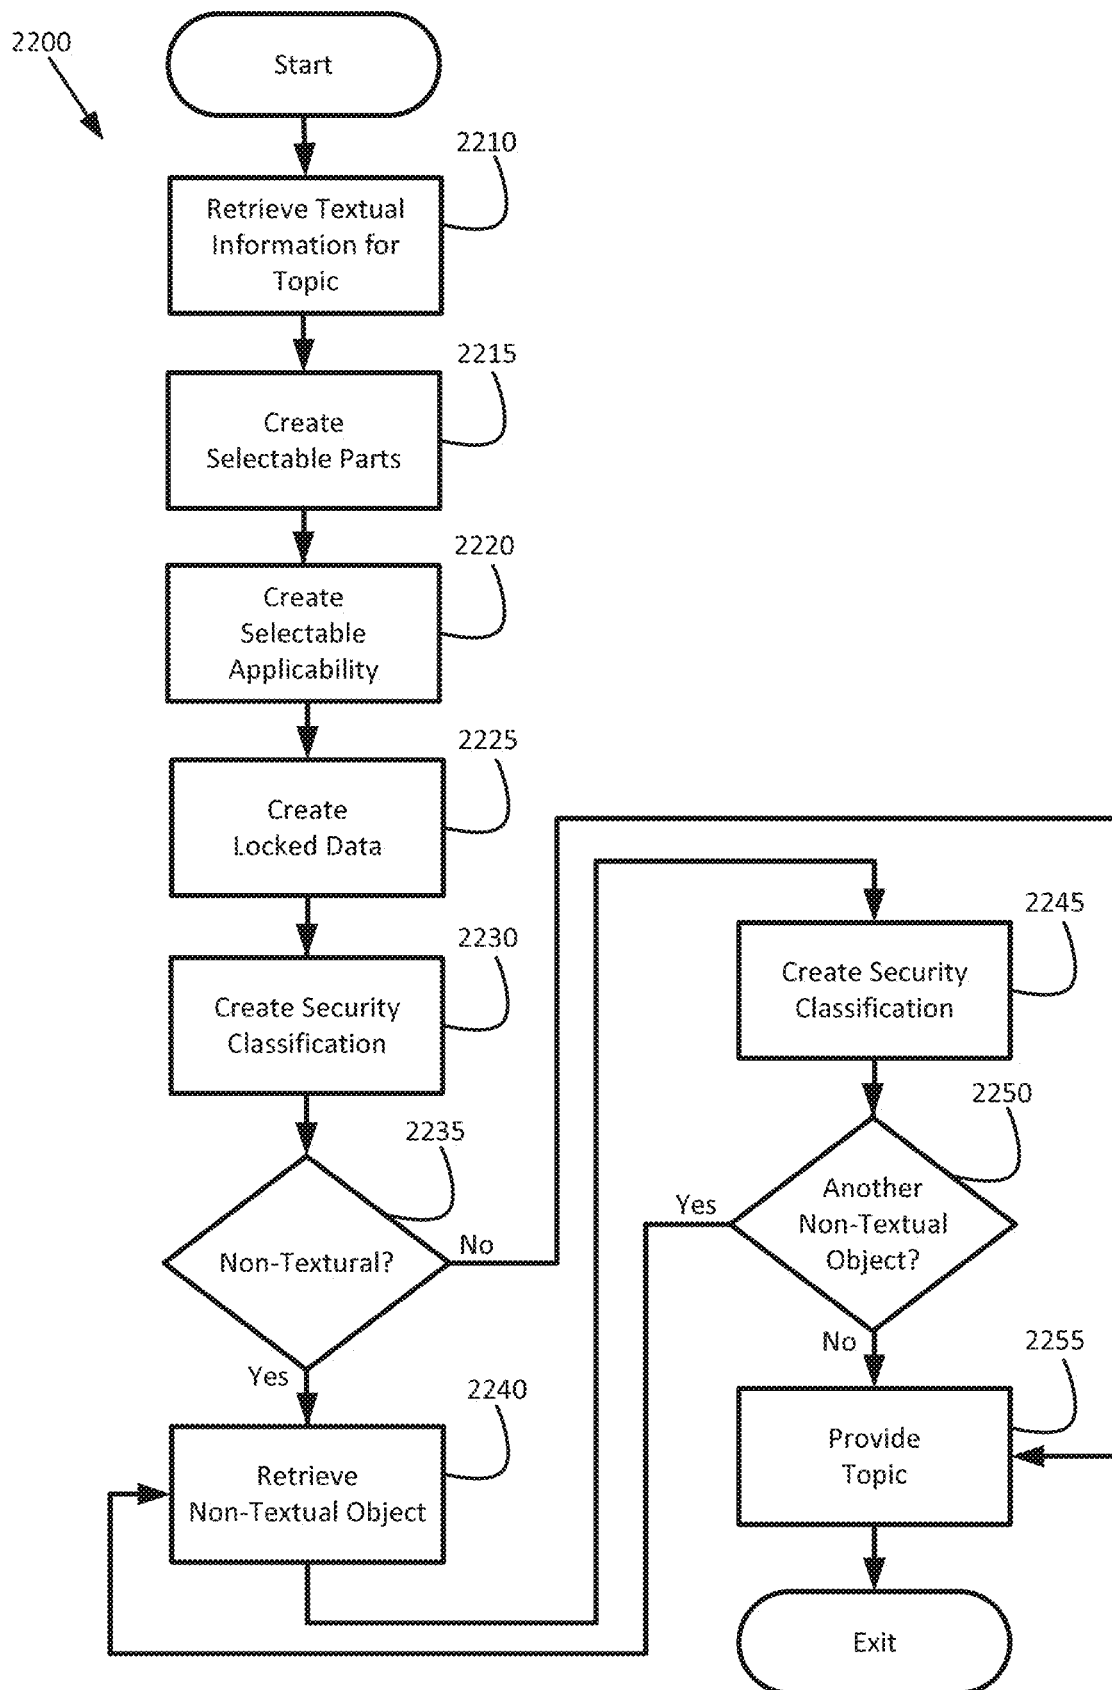 2200
Start
2210
Retrieve Textual
Information for
Topic
2215
Create
Selectable Parts
2220
Create
Selectable
Applicability
2225
Create
Locked Data
2230
Create Security
Classification
2235
Non-Textural?
No
Yes
2240
Retrieve
Non-Textual Object
2245
Create Security
Classification
2250
Another
Non-Textual
Object?
Yes
No
2255
Provide
Topic
Exit